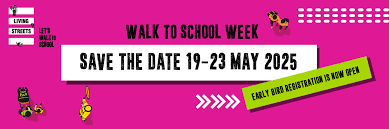 LIVING
STREETS
LET'S
WALK TO
SCHOOL
WALK TO SCHOOL WEEK
SAVE THE DATE 19-23 MAY 2025
EARLY BIRD REGISTRATION IS NOW OPEN